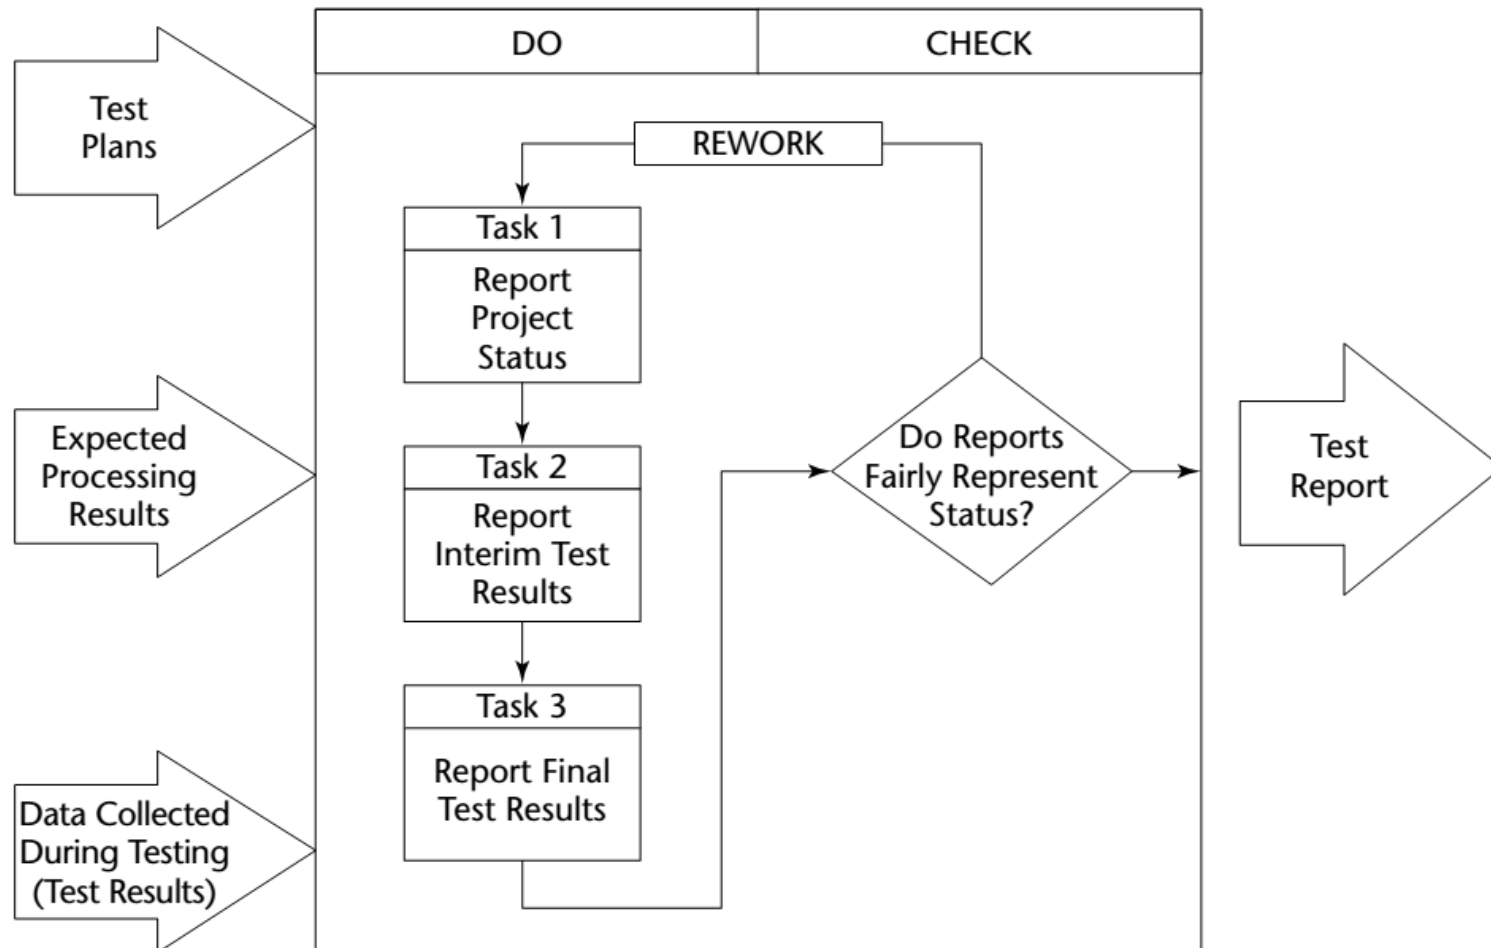 DO
CHECK
Test
Plans
REWORK
Task 1
Report
Project
Status
Expected
Processing
Results
Task 2
Report
Interim Test
Results
Do Reports
Fairly Represent
Status?
Test
Report
Task 3
Report Final
Test Results
Data Collected
During Testing
(Test Results)